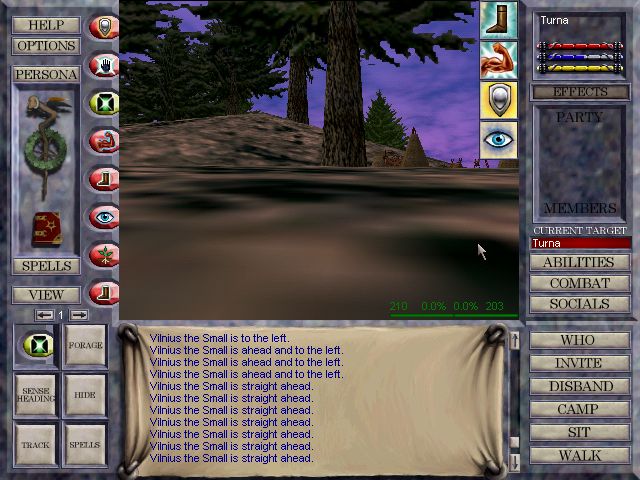 HELP
OPTIONS
PERSONA
SPELLS
VIEW
1
FORAGE
SENSE
HEADING
HIDE
TRACK
SPELLS
210 0.0% 0.0% 203
Vilnius the Small is to the left.
Vilnius the Small is ahead and to the left.
Vilnius the Small is ahead and to the left.
Vilnius the Small is ahead and to the left.
Vilnius the Small is straight ahead.
Vilnius the Small is straight ahead.
Vilnius the Small is straight ahead.
Vilnius the Small is straight ahead.
Vilnius the Small is straight ahead.
Vilnius the Small is straight ahead.
Vilnius the Small is straight ahead.
Turna
EFFECTS
PARTY
MEMBERS
CURRENT TARGET
Turna
ABILITIES
COMBAT
SOCIALS
WHO
INVITE
DISBAND
CAMP
SIT
WALK